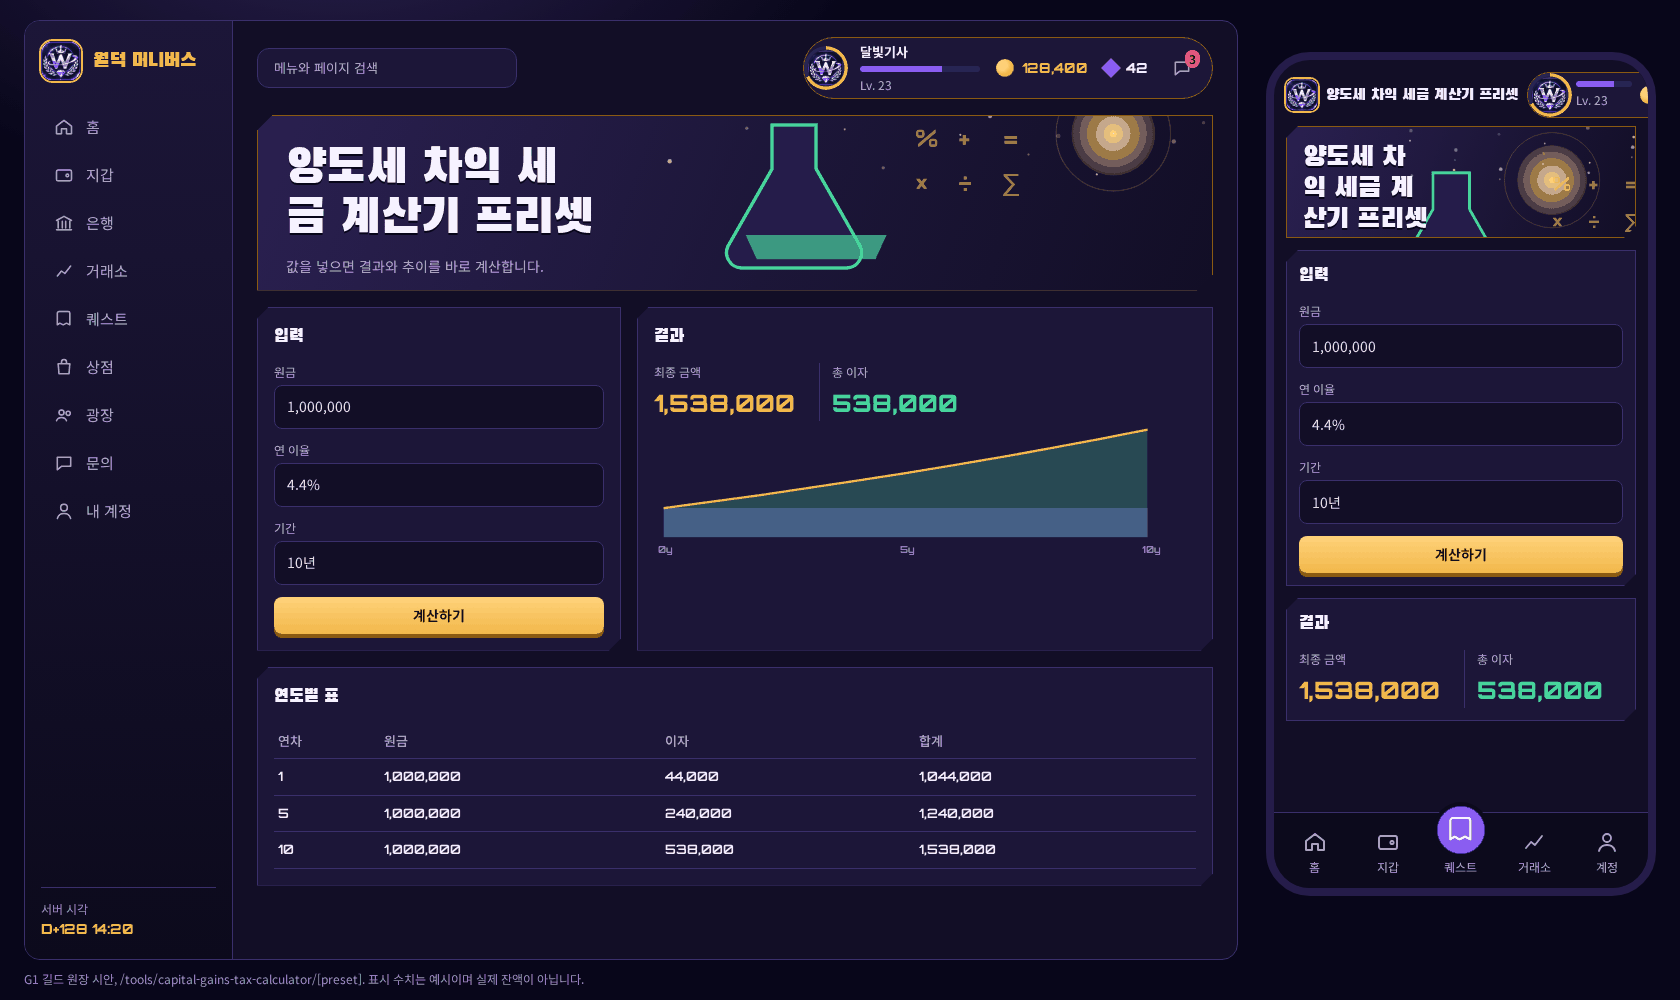 원덕 머니버스
홈
지갑
은행
거래소
퀘스트
상점
광장
문의
내 계정
서버 시각
D+128 14:20
메뉴와 페이지 검색
W
달빛기사
Lv. 23
128,400
42
3
양도세 차익 세
금 계산기 프리셋
값을 넣으면 결과와 추이를 바로 계산합니다.
% + =
x ÷ ∑
입력
원금
1,000,000
연 이율
4.4%
기간
10년
계산하기
결과
최종 금액 총 이자
1,538,000 538,000
0y 5y 10y
연도별 표
연차 원금 이자 합계
1 1,000,000 44,000 1,044,000
5 1,000,000 240,000 1,240,000
10 1,000,000 538,000 1,538,000
W
양도세 차익 세금 계산기 프리셋
W
Lv. 23
양도세 차
익 세금 계
산기 프리셋
% + =
x ÷ ∑
입력
원금
1,000,000
연 이율
4.4%
기간
10년
계산하기
결과
최종 금액 총 이자
1,538,000 538,000
홈 지갑 퀘스트 거래소 계정
G1 길드 원장 시안, /tools/capital-gains-tax-calculator/[preset]. 표시 수치는 예시이며 실제 잔액이 아닙니다.